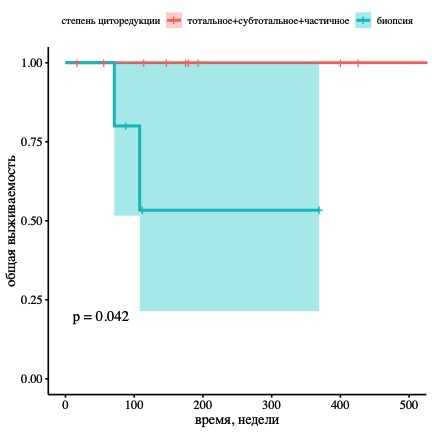 степень циторедукции тотальное+субтотальное+частичное биопсия
1.00
0.75
0.50
0.25
0.00
общая выживаемость
p = 0.042
0 100 200 300 400 500
время, недели